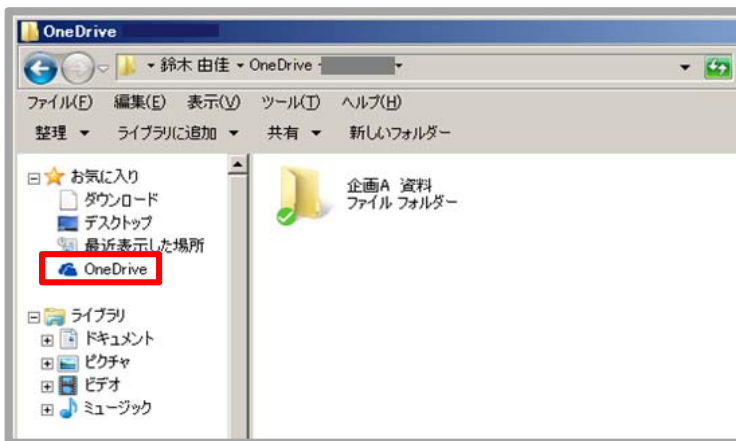 OneDrive
鈴木 由佳 OneDrive -
ファイル(F) 編集(E) 表示(V) ツール(T) ヘルプ(H)
整理 ライブラリに追加 共有 新しいフォルダー
お気に入り
ダウンロード
デスクトップ
最近表示した場所
OneDrive
ライブラリ
ドキュメント
ピクチャ
ビデオ
ミュージック
企画A 資料
ファイル フォルダー